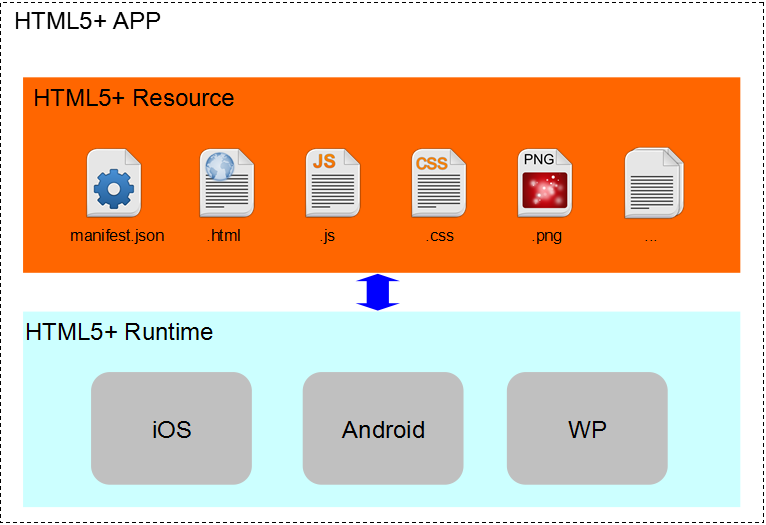 HTML5+ APP
HTML5+ Resource
JS
CSS
PNG
manifest.json
.html
.js
.css
.png
...
HTML5+ Runtime
iOS
Android
WP